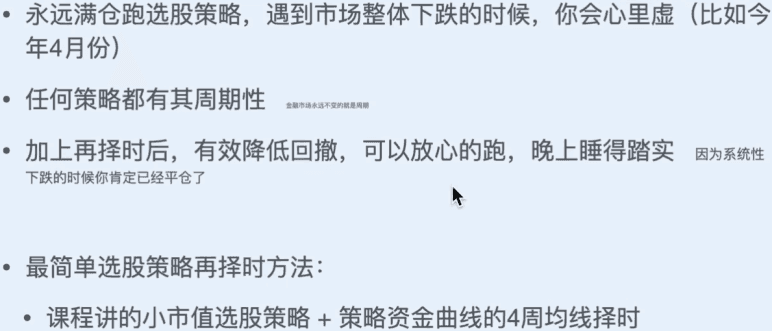 • 永远满仓跑选股策略，遇到市场整体下跌的时候，你会心里虚（比如今
年4月份）
• 任何策略都有其周期性 金融市场永远不变的就是周期
• 加上再择时后，有效降低回撤，可以放心的跑，晚上睡得踏实 因为系统性
下跌的时候你肯定已经平仓了
• 最简单选股策略再择时方法：
• 课程讲的小市值选股策略 + 策略资金曲线的4周均线择时